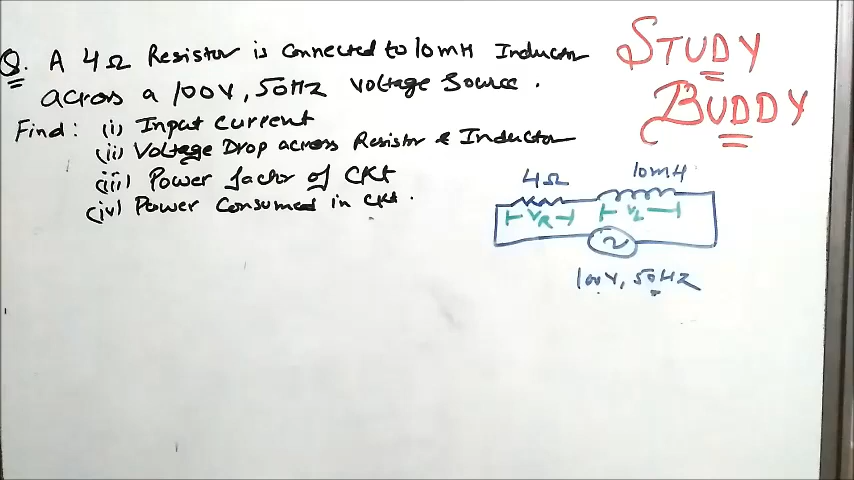 Q. A 4Ω Resistor is Connected to 10mH Inductor
across a 100V, 50HZ voltage Source.
Find: (i) Input Current
(ii) Voltage Drop across Resistor & Inductor
(iii) Power factor of CKt
(iv) Power Consumed in CKt.
STUDY
BUDDY
4Ω 10mH
VR VL
100V, 50HZ